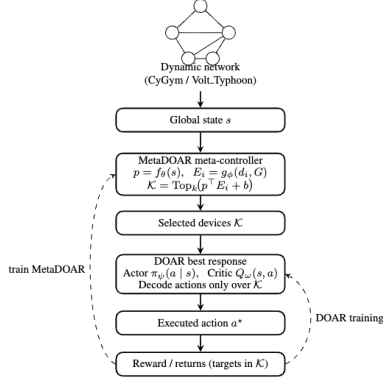 Dynamic network
(CyGym / Volt_Typhoon)
Global state s
MetaDOAR meta-controller
p = f_θ(s), E_i = g_ϕ(d_i, G)
𝒦 = Top_k(p^⊤E_i + b)
Selected devices 𝒦
DOAR best response
Actor π_ψ(a | s), Critic Q_ω(s, a)
Decode actions only over 𝒦
train MetaDOAR
Executed action a*
DOAR training
Reward / returns (targets in 𝒦)